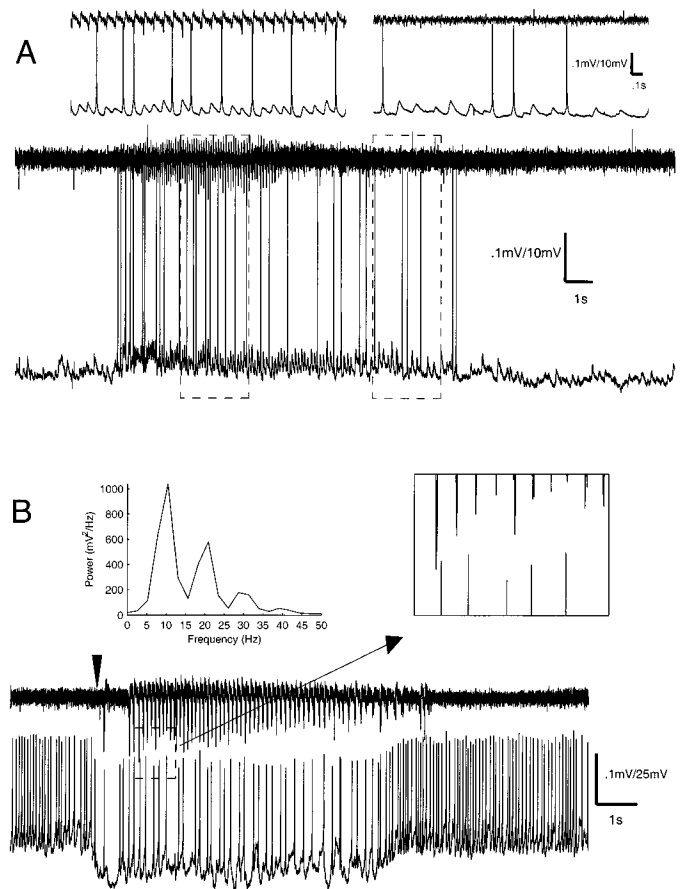 A
.1mV/10mV
.1s
.1mV/10mV
1s
B
Power (mV²/Hz)
1000
800
600
400
200
0
0 5 10 15 20 25 30 35 40 45 50
Frequency (Hz)
.1mV/25mV
1s